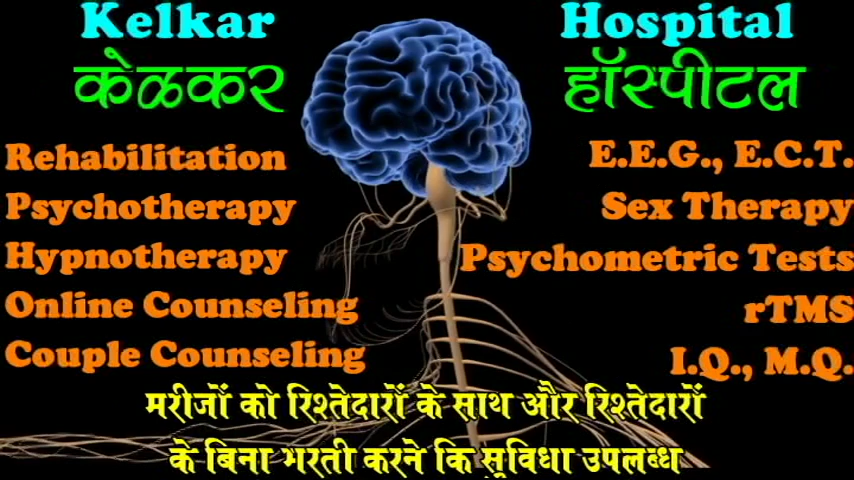 Kelkar Hospital
केळकर हॉस्पीटल
Rehabilitation
Psychotherapy
Hypnotherapy
Online Counseling
Couple Counseling
E.E.G., E.C.T.
Sex Therapy
Psychometric Tests
rTMS
I.Q., M.Q.
मरीजों को रिश्तेदारों के साथ और रिश्तेदारों
के बिना भरती करने कि सुविधा उपलब्ध